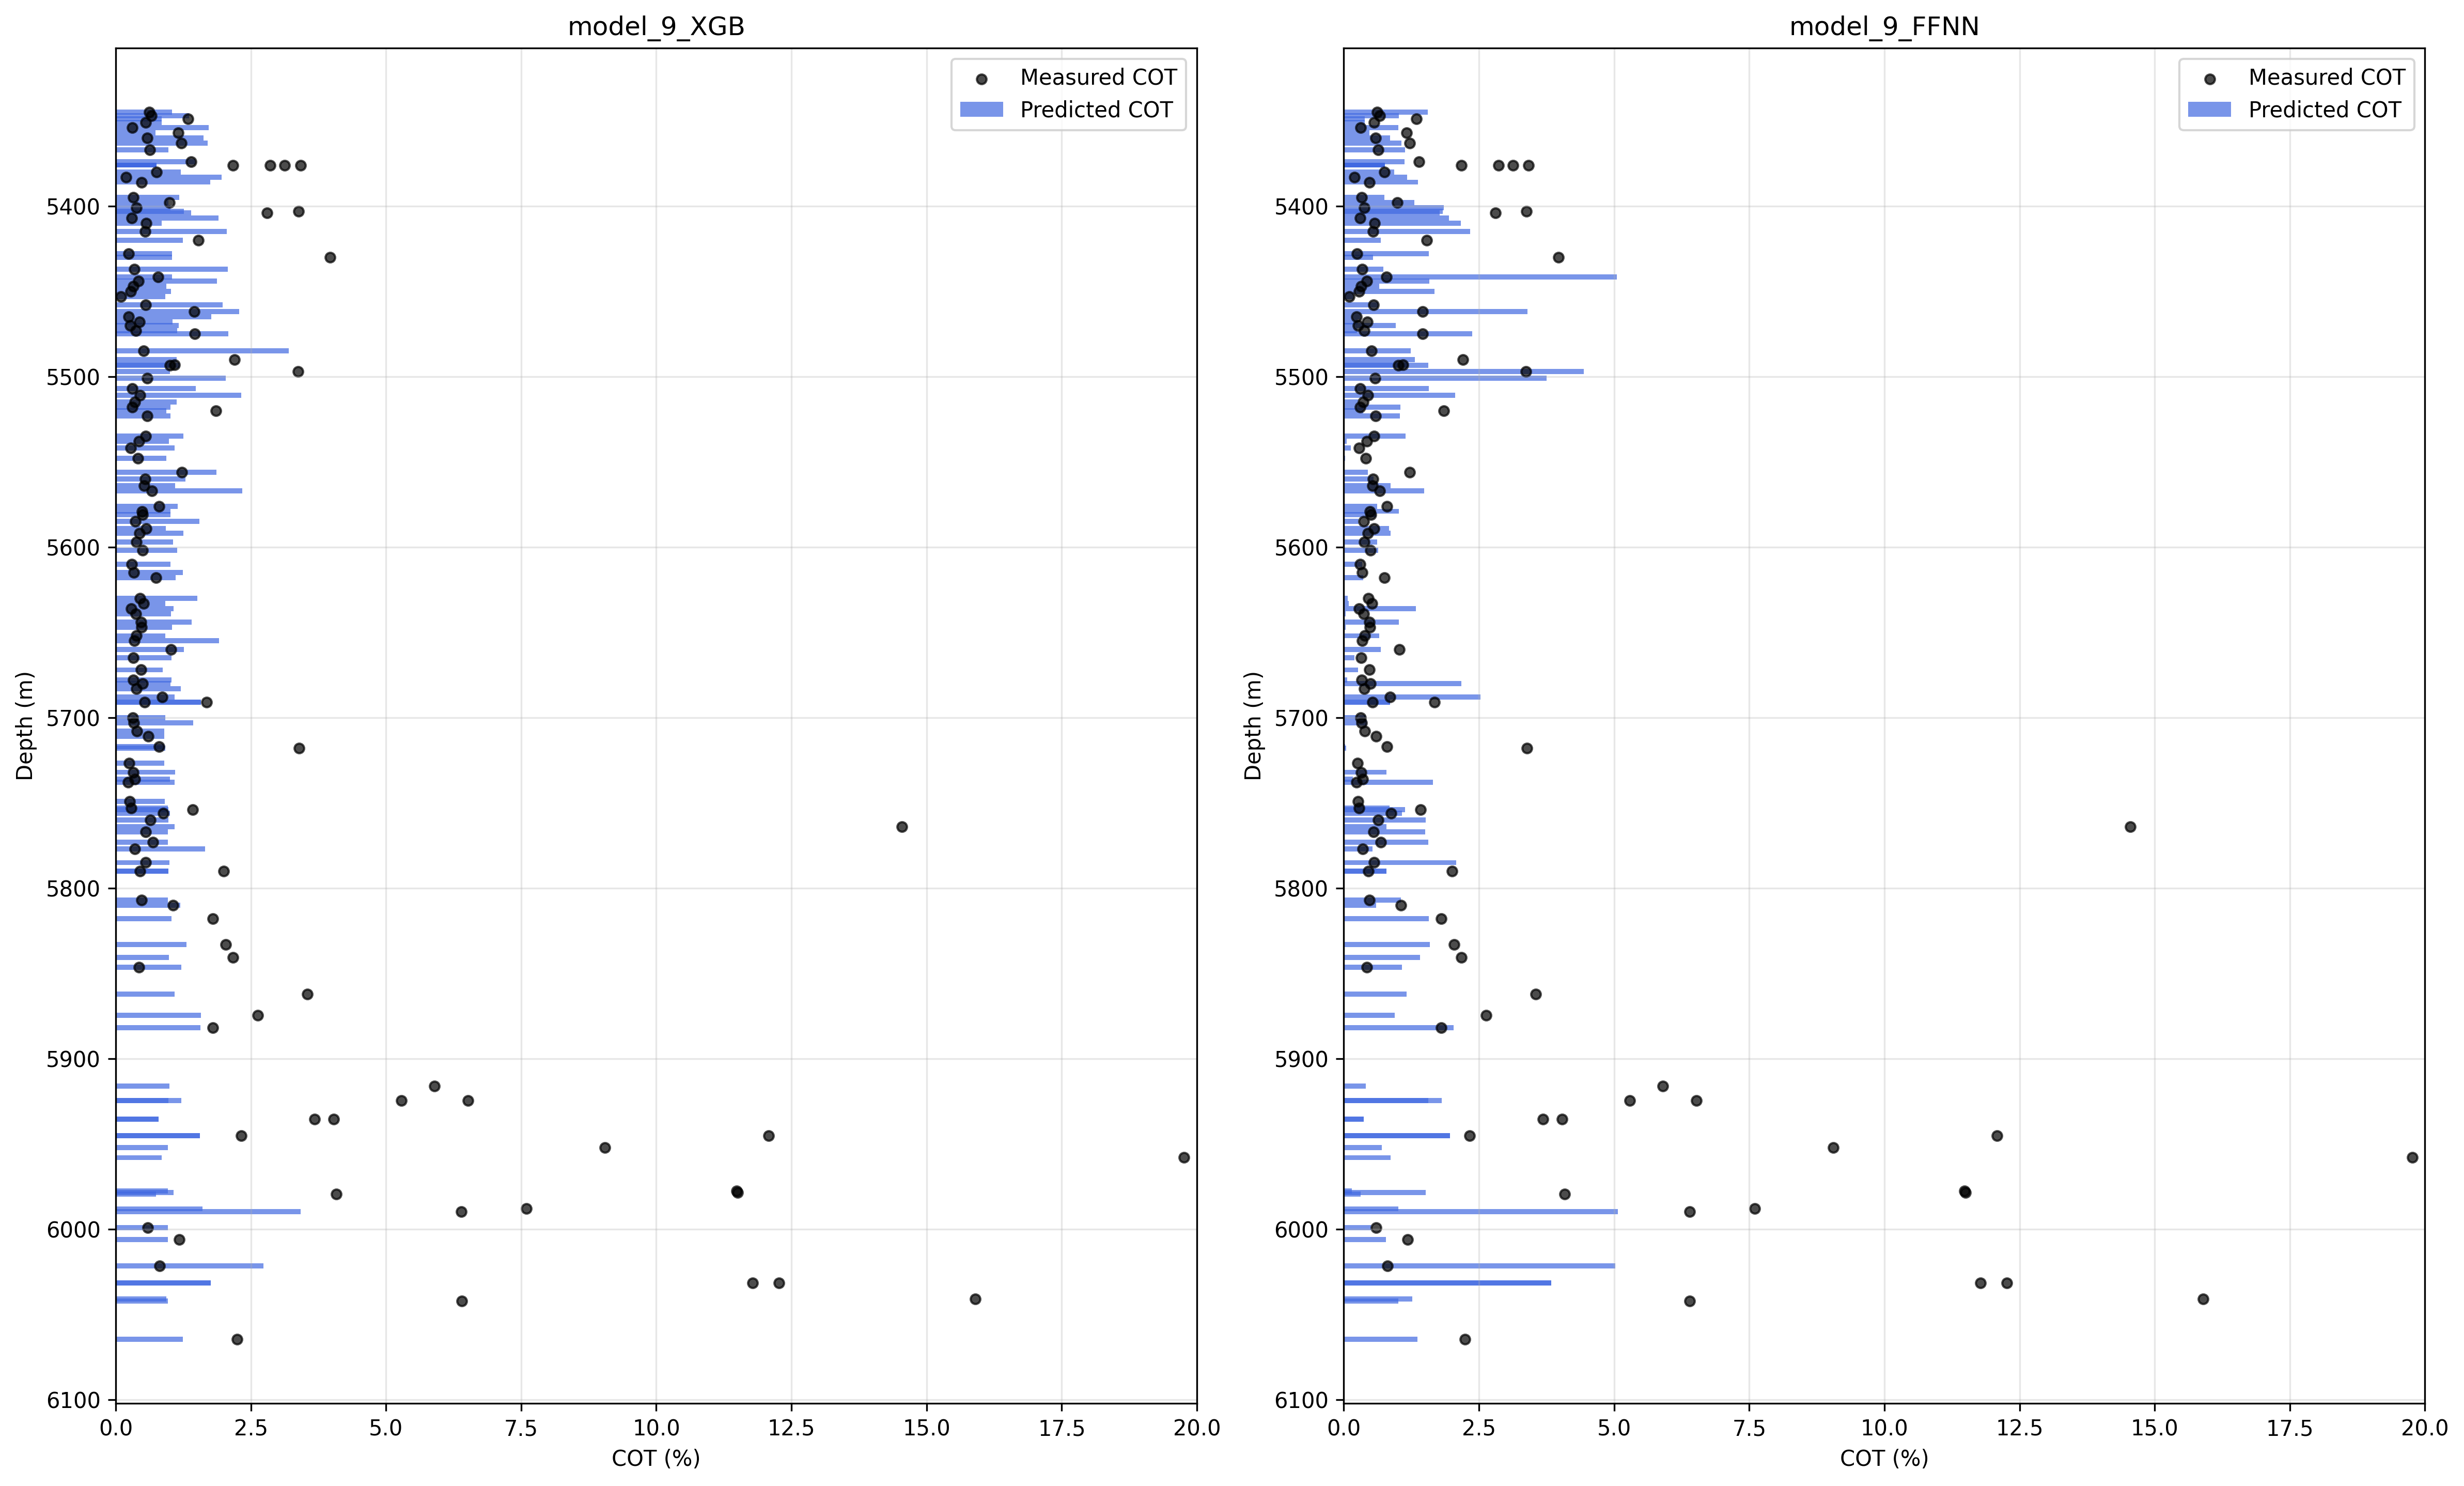 model_9_XGB
Measured COT
Predicted COT
5400
5500
5600
5700
5800
5900
6000
6100
Depth (m)
0.0 2.5 5.0 7.5 10.0 12.5 15.0 17.5 20.0
COT (%)
model_9_FFNN
Measured COT
Predicted COT
5400
5500
5600
5700
5800
5900
6000
6100
Depth (m)
0.0 2.5 5.0 7.5 10.0 12.5 15.0 17.5 20.0
COT (%)